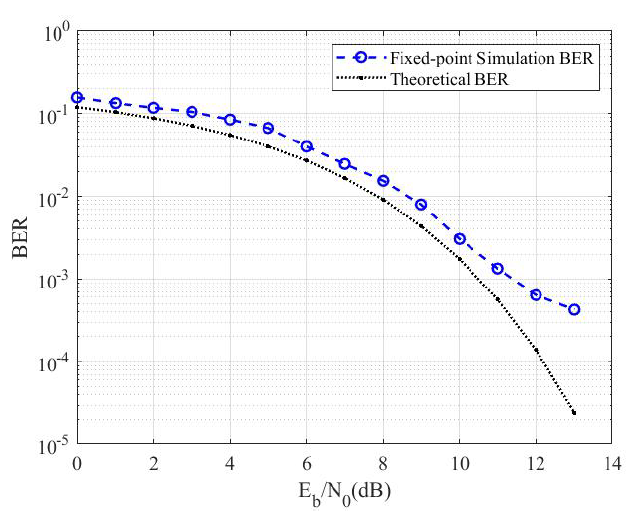 10^0
Fixed-point Simulation BER
Theoretical BER
10^-1
10^-2
BER
10^-3
10^-4
10^-5
0 2 4 6 8 10 12 14
E_b/N_0(dB)